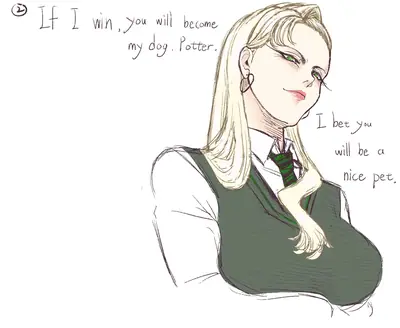 ② If I win, you will become
my dog. Potter.
I bet you
will be a
nice pet.